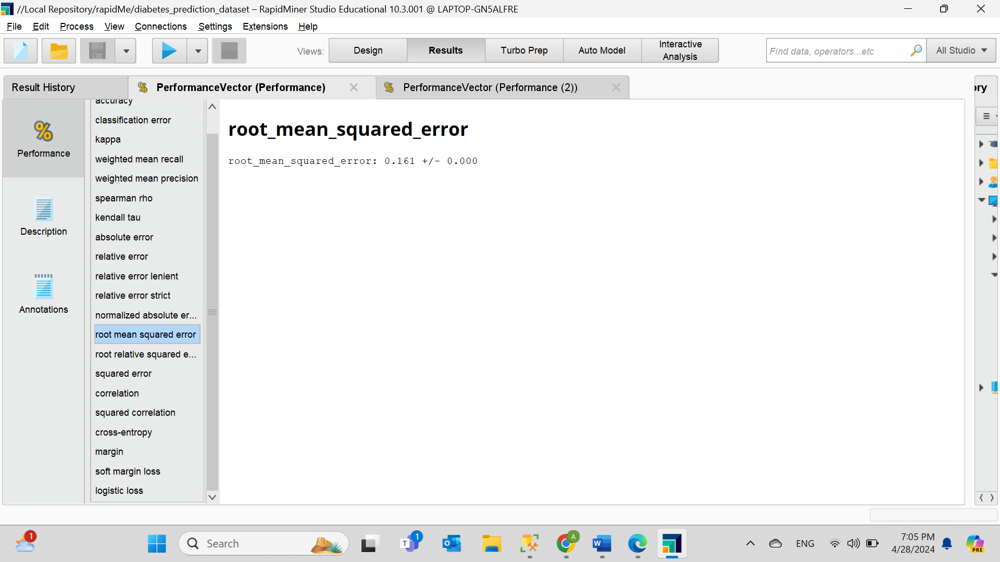 //Local Repository/rapidMe/diabetes_prediction_dataset – RapidMiner Studio Educational 10.3.001 @ LAPTOP-GN5ALFRE
File Edit Process View Connections Settings Extensions Help
Views: Design Results Turbo Prep Auto Model Interactive Analysis
Find data, operators...etc
All Studio
Result History
PerformanceVector (Performance)
PerformanceVector (Performance (2))
ory
Performance
Description
Annotations
accuracy
classification error
kappa
weighted mean recall
weighted mean precision
spearman rho
kendall tau
absolute error
relative error
relative error lenient
relative error strict
normalized absolute er...
root mean squared error
root relative squared e...
squared error
correlation
squared correlation
cross-entropy
margin
soft margin loss
logistic loss
root_mean_squared_error
root_mean_squared_error: 0.161 +/- 0.000
1
Search
1
A
ENG
7:05 PM
4/28/2024
PRE